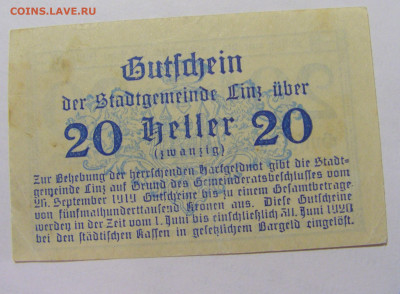 COINS.LAVE.RU
Gutschein
der Stadtgemeinde Linz über
20 Heller 20
(zwanzig)
Zur Behebung der herrschenden Hartgeldnot gibt die Stadt-
gemeinde Linz auf Grund des Gemeinderatsbeschlusses vom
26. September 1919 Gutscheine bis zu einem Gesamtbetrage
von fünfmalhunderttausend Kronen aus. Diese Gutscheine
werden in der Zeit vom 1. Juni bis einschließlich 30. Juni 1920
bei den städtischen Kassen in gesetzlichem Bargeld eingelöst.